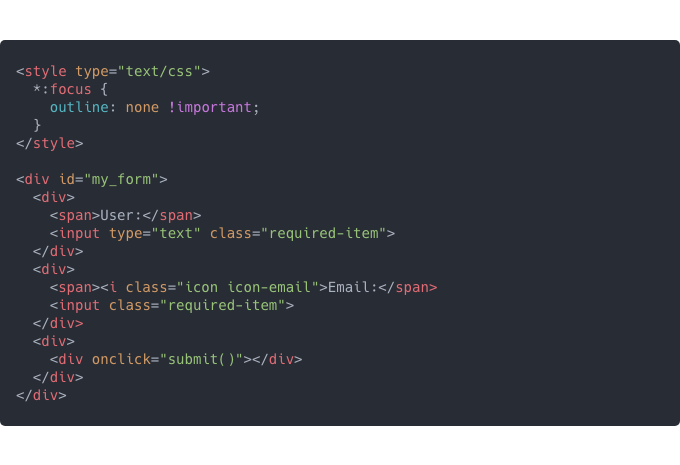 <style type="text/css">
  *:focus {
    outline: none !important;
  }
</style>

<div id="my_form">
  <div>
    <span>User:</span>
    <input type="text" class="required-item">
  </div>
  <div>
    <span><i class="icon icon-email">Email:</span>
    <input class="required-item">
  </div>
  <div>
    <div onclick="submit()"></div>
  </div>
</div>